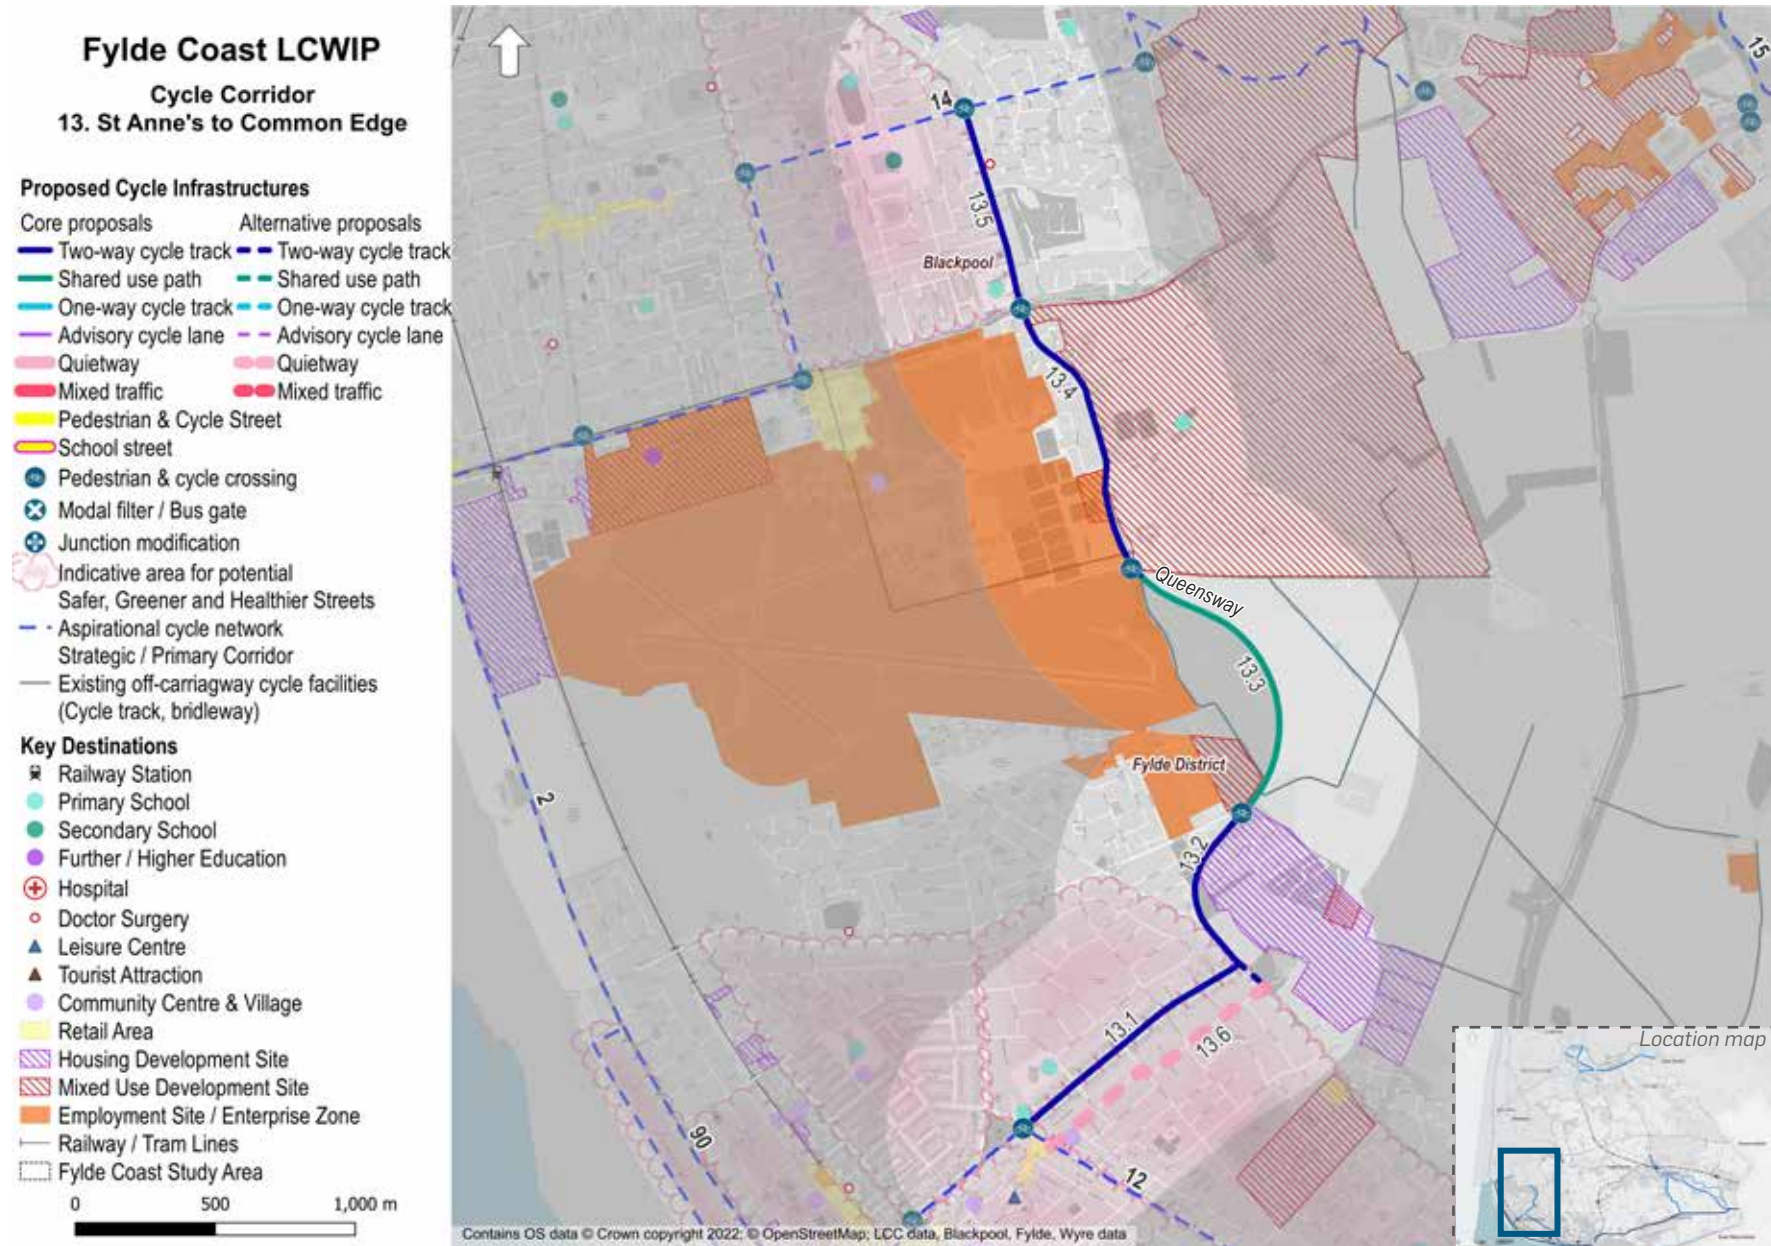 Fylde Coast LCWIP
Cycle Corridor
13. St Anne's to Common Edge
Proposed Cycle Infrastructures
Core proposals Alternative proposals
Two-way cycle track Two-way cycle track
Shared use path Shared use path
One-way cycle track One-way cycle track
Advisory cycle lane Advisory cycle lane
Quietway Quietway
Mixed traffic Mixed traffic
Pedestrian & Cycle Street
School street
Pedestrian & cycle crossing
Modal filter / Bus gate
Junction modification
Indicative area for potential
Safer, Greener and Healthier Streets
Aspirational cycle network
Strategic / Primary Corridor
Existing off-carriagway cycle facilities
(Cycle track, bridleway)
Key Destinations
Railway Station
Primary School
Secondary School
Further / Higher Education
Hospital
Doctor Surgery
Leisure Centre
Tourist Attraction
Community Centre & Village
Retail Area
Housing Development Site
Mixed Use Development Site
Employment Site / Enterprise Zone
Railway / Tram Lines
Fylde Coast Study Area
0 500 1,000 m
15
14
13.5
Blackpool
13.4
Queensway
13.3
Fylde District
2
13.2
13.1
13.6
90
12
Location map
Contains OS data © Crown copyright 2022; © OpenStreetMap; LCC data, Blackpool, Fylde, Wyre data